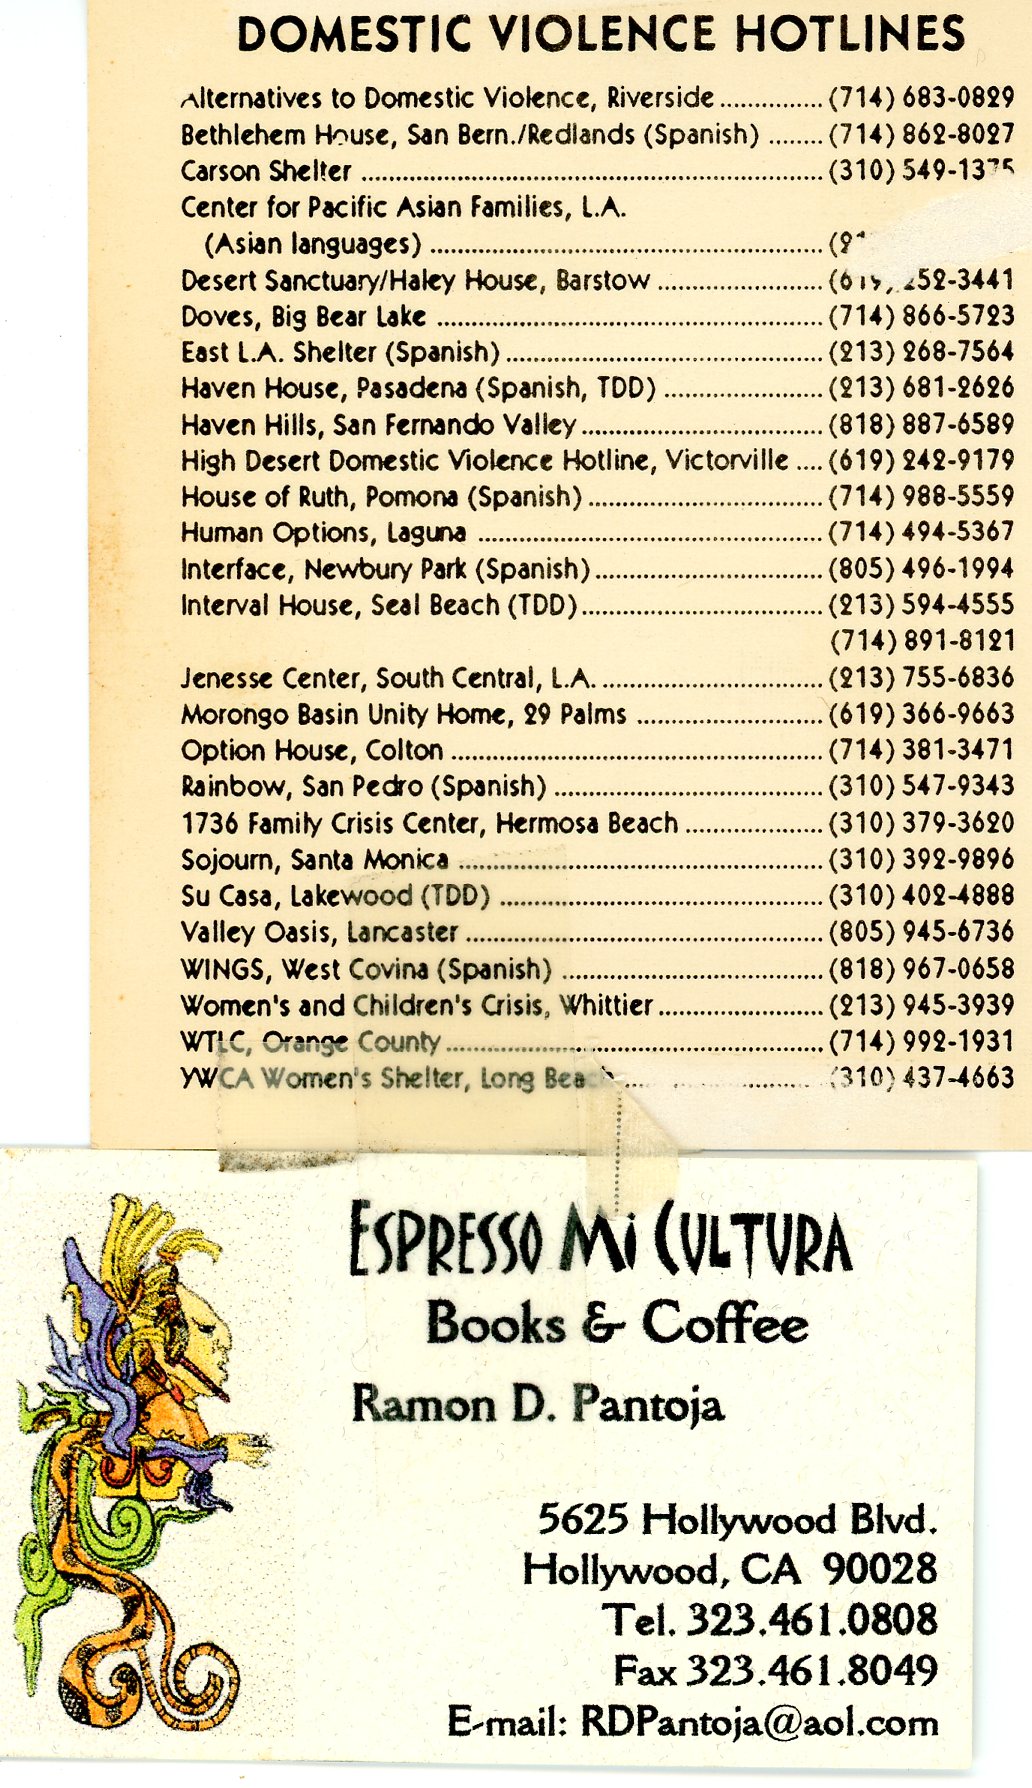 DOMESTIC VIOLENCE HOTLINES
Alternatives to Domestic Violence, Riverside ............... (714) 683-0829
Bethlehem House, San Bern./Redlands (Spanish) ........ (714) 862-8027
Carson Shelter .................................................................... (310) 549-1375
Center for Pacific Asian Families, L.A.
(Asian languages) ..........................................................
Desert Sanctuary/Haley House, Barstow ........................ (619) 252-3441
Doves, Big Bear Lake ......................................................... (714) 866-5723
East L.A. Shelter (Spanish) ............................................... (213) 268-7564
Haven House, Pasadena (Spanish, TDD) ....................... (213) 681-2626
Haven Hills, San Fernando Valley ................................... (818) 887-6589
High Desert Domestic Violence Hotline, Victorville .... (619) 242-9179
House of Ruth, Pomona (Spanish) .................................. (714) 988-5559
Human Options, Laguna ................................................... (714) 494-5367
Interface, Newbury Park (Spanish) ................................. (805) 496-1994
Interval House, Seal Beach (TDD) ................................... (213) 594-4555
(714) 891-8121
Jenesse Center, South Central, L.A. ................................ (213) 755-6836
Morongo Basin Unity Home, 29 Palms ........................... (619) 366-9663
Option House, Colton ....................................................... (714) 381-3471
Rainbow, San Pedro (Spanish) ........................................ (310) 547-9343
1736 Family Crisis Center, Hermosa Beach .................... (310) 379-3620
Sojourn, Santa Monica ...................................................... (310) 392-9896
Su Casa, Lakewood (TDD) ................................................ (310) 402-4888
Valley Oasis, Lancaster ..................................................... (805) 945-6736
WINGS, West Covina (Spanish) ...................................... (818) 967-0658
Women's and Children's Crisis, Whittier ........................ (213) 945-3939
WTLC, Orange County ........................................................ (714) 992-1931
YWCA Women's Shelter, Long Beach .............................. (310) 437-4663
ESPRESSO MI CULTURA
Books & Coffee
Ramon D. Pantoja
5625 Hollywood Blvd.
Hollywood, CA 90028
Tel. 323.461.0808
Fax 323.461.8049
E-mail: RDPantoja@aol.com